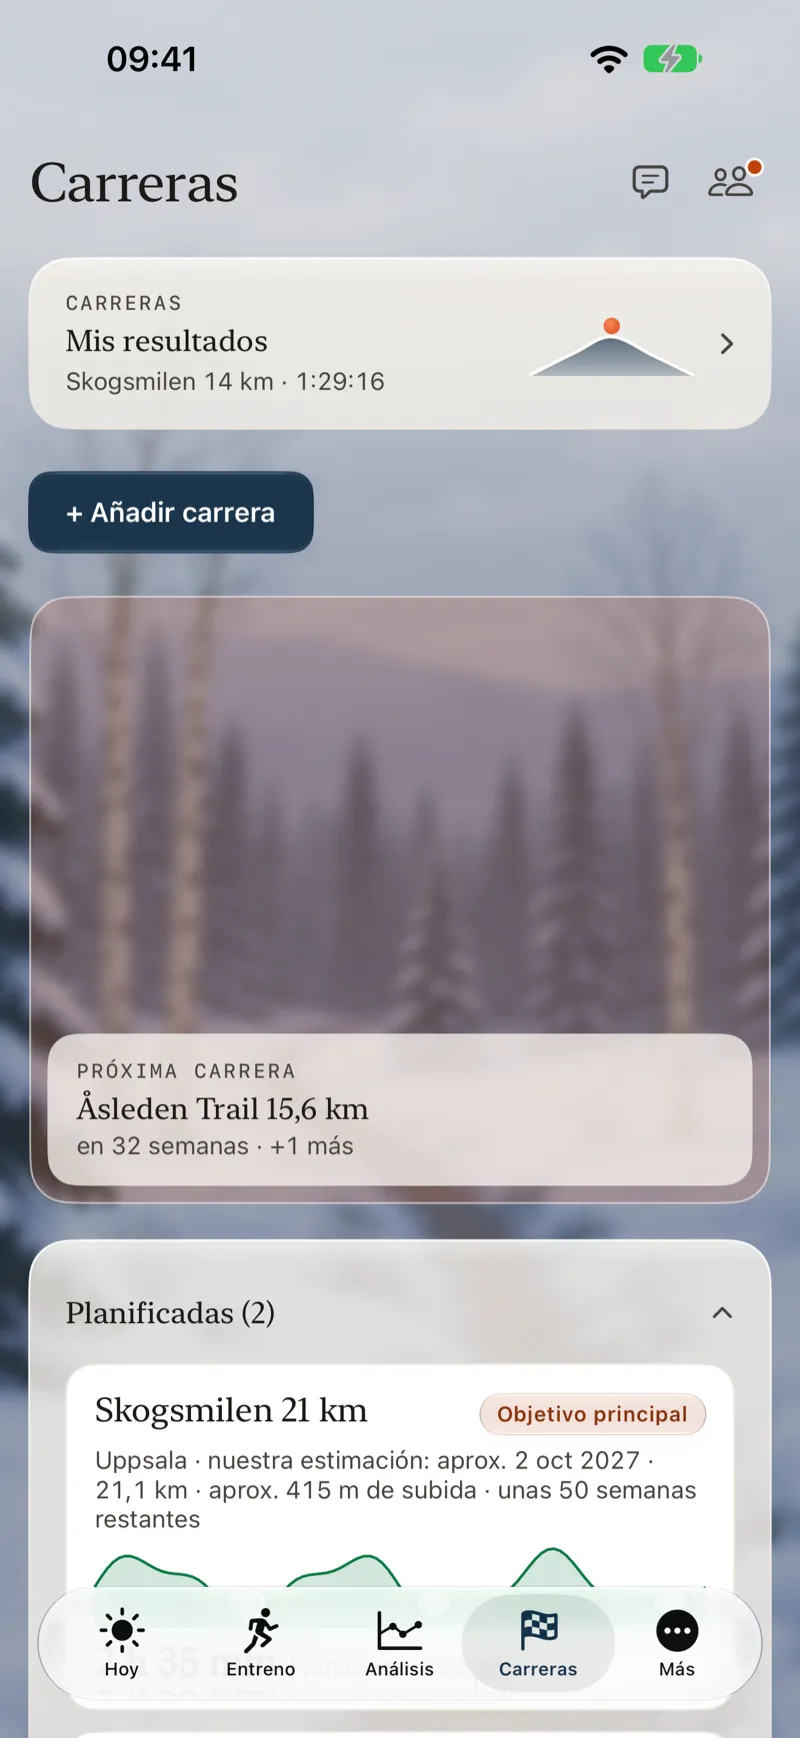 09:41
Carreras
CARRERAS
Mis resultados
Skogsmilen 14 km · 1:29:16
+ Añadir carrera
PRÓXIMA CARRERA
Åsleden Trail 15,6 km
en 32 semanas · +1 más
Planificadas (2)
Skogsmilen 21 km
Objetivo principal
Uppsala · nuestra estimación: aprox. 2 oct 2027 ·
21,1 km · aprox. 415 m de subida · unas 50 semanas
restantes
Hoy
Entreno
Análisis
Carreras
Más